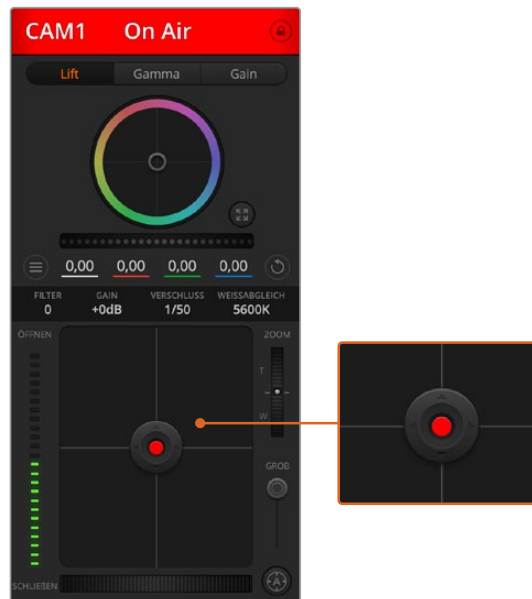 CAM1 On Air
Lift Gamma Gain
0,00 0,00 0,00 0,00
FILTER GAIN VERSCHLUSS WEISSABGLEICH
0 +0dB 1/50 5600K
ÖFFNEN ZOOM
T
W
GROB
SCHLIEßEN A